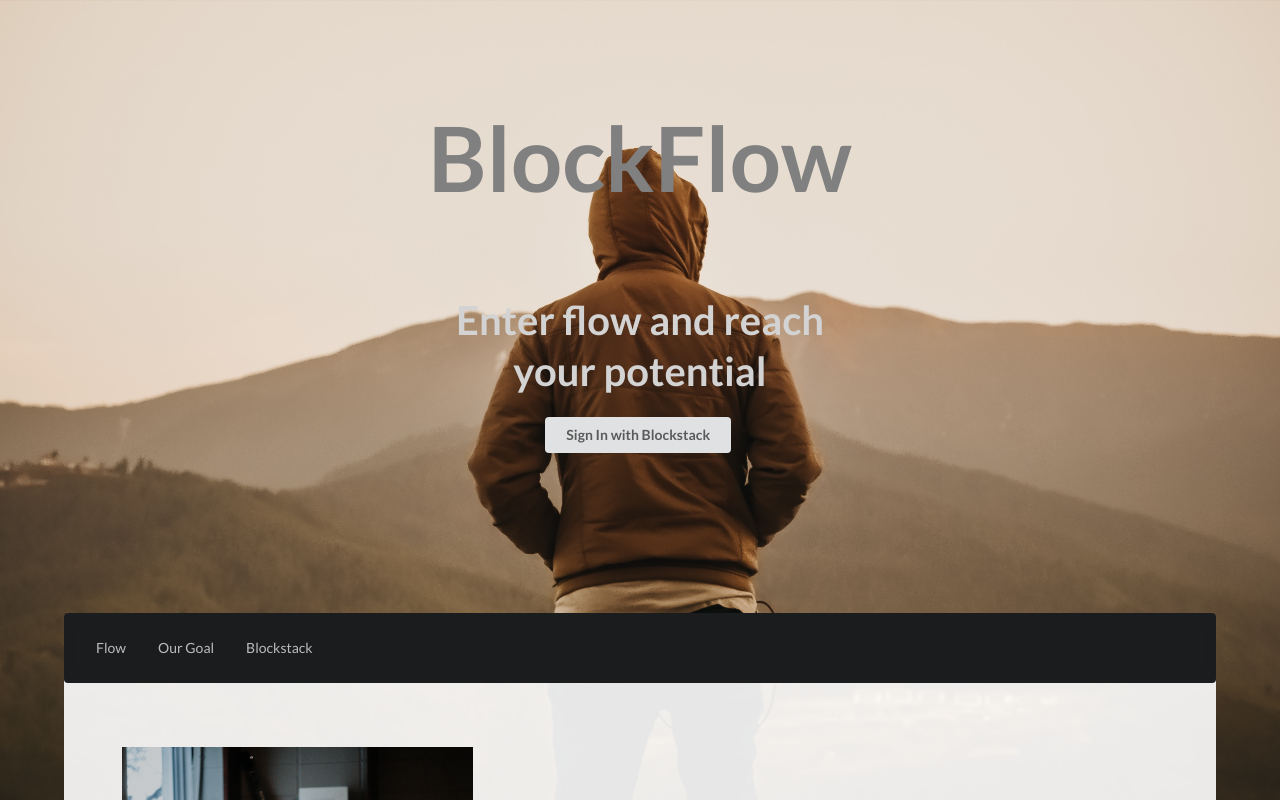 BlockFlow
Enter flow and reach
your potential
Sign In with Blockstack
Flow
Our Goal
Blockstack